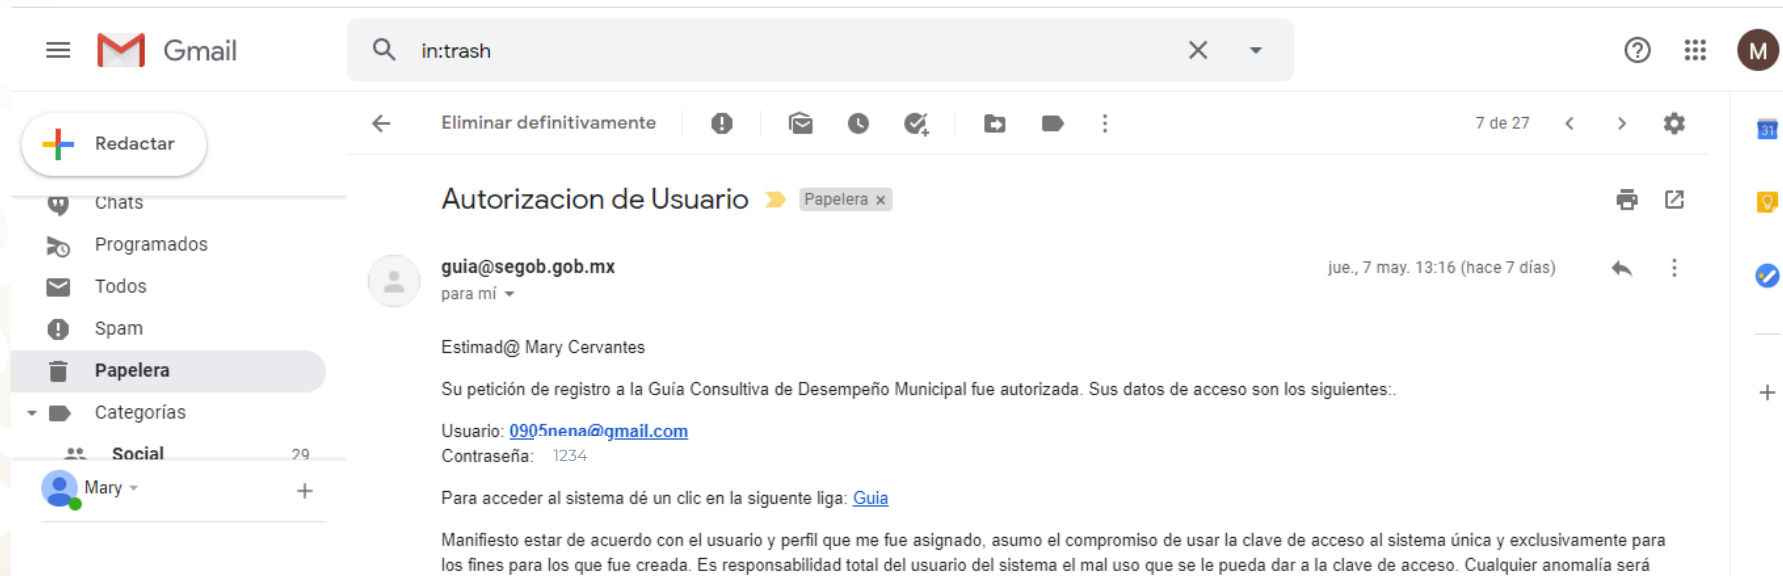 Gmail
in:trash
M
Redactar
Eliminar definitivamente
7 de 27
31
Chats
Programados
Todos
Spam
Papelera
Categorías
Social 29
Mary
Autorizacion de Usuario
Papelera x
guia@segob.gob.mx
jue., 7 may. 13:16 (hace 7 días)
para mí
Estimad@ Mary Cervantes
Su petición de registro a la Guía Consultiva de Desempeño Municipal fue autorizada. Sus datos de acceso son los siguientes:.
Usuario: 0905nena@gmail.com
Contraseña: 1234
Para acceder al sistema dé un clic en la siguente liga: Guia
Manifiesto estar de acuerdo con el usuario y perfil que me fue asignado, asumo el compromiso de usar la clave de acceso al sistema única y exclusivamente para
los fines para los que fue creada. Es responsabilidad total del usuario del sistema el mal uso que se le pueda dar a la clave de acceso. Cualquier anomalía será